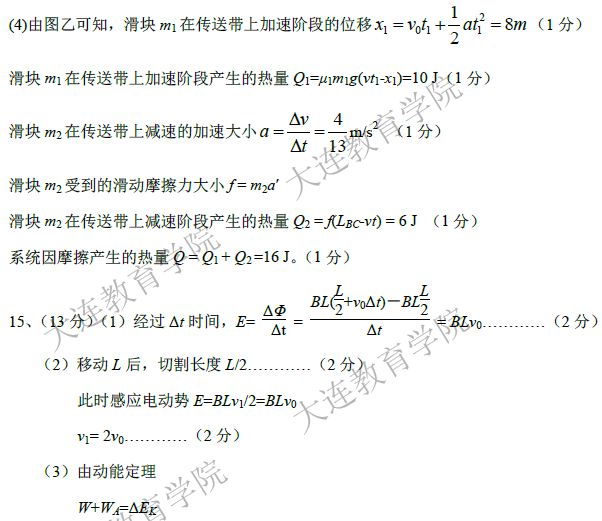 (4)由图乙可知，滑块 m₁ 在传送带上加速阶段的位移 x₁ = v₀t₁ + 1/2 at₁² = 8m（1 分）
滑块 m₁ 在传送带上加速阶段产生的热量 Q₁=μ₁m₁g(vt₁-x₁)=10 J（1 分）
滑块 m₂ 在传送带上减速的加速大小 a = Δv/Δt = 4/13 m/s²（1 分）
滑块 m₂ 受到的滑动摩擦力大小 f = m₂a′
滑块 m₂ 在传送带上减速阶段产生的热量 Q₂ = f(L_BC-vt) = 6 J （1 分）
系统因摩擦产生的热量 Q = Q₁ + Q₂ =16 J。（1 分）
15、（13 分）（1）经过 Δt 时间，E= ΔΦ/Δt = (BL(L/2+v₀Δt)－BL L/2)/Δt = BLv₀…………（2 分）
（2）移动 L 后，切割长度 L/2…………（2 分）
此时感应电动势 E=BLv₁/2=BLv₀
v₁= 2v₀…………（2 分）
（3）由动能定理
W+W_A=ΔE_K
大连教育学院
大连教育学院
大连教育学院